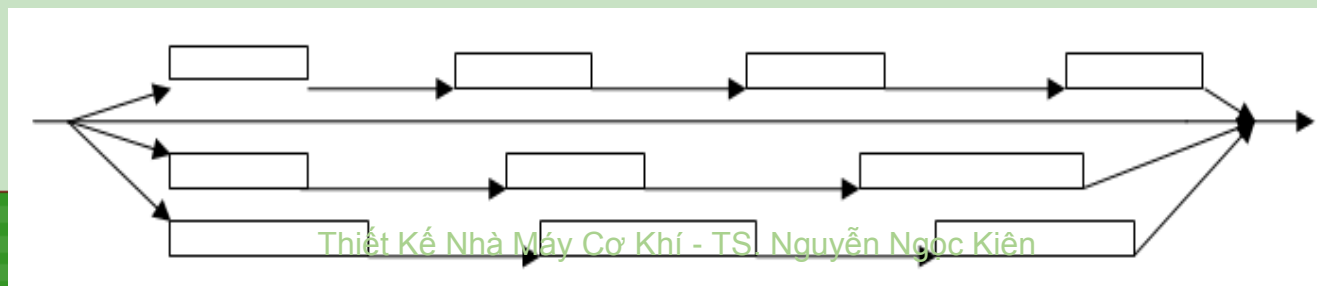 Thiết Kế Nhà Máy Cơ Khí - TS. Nguyễn Ngọc Kiên